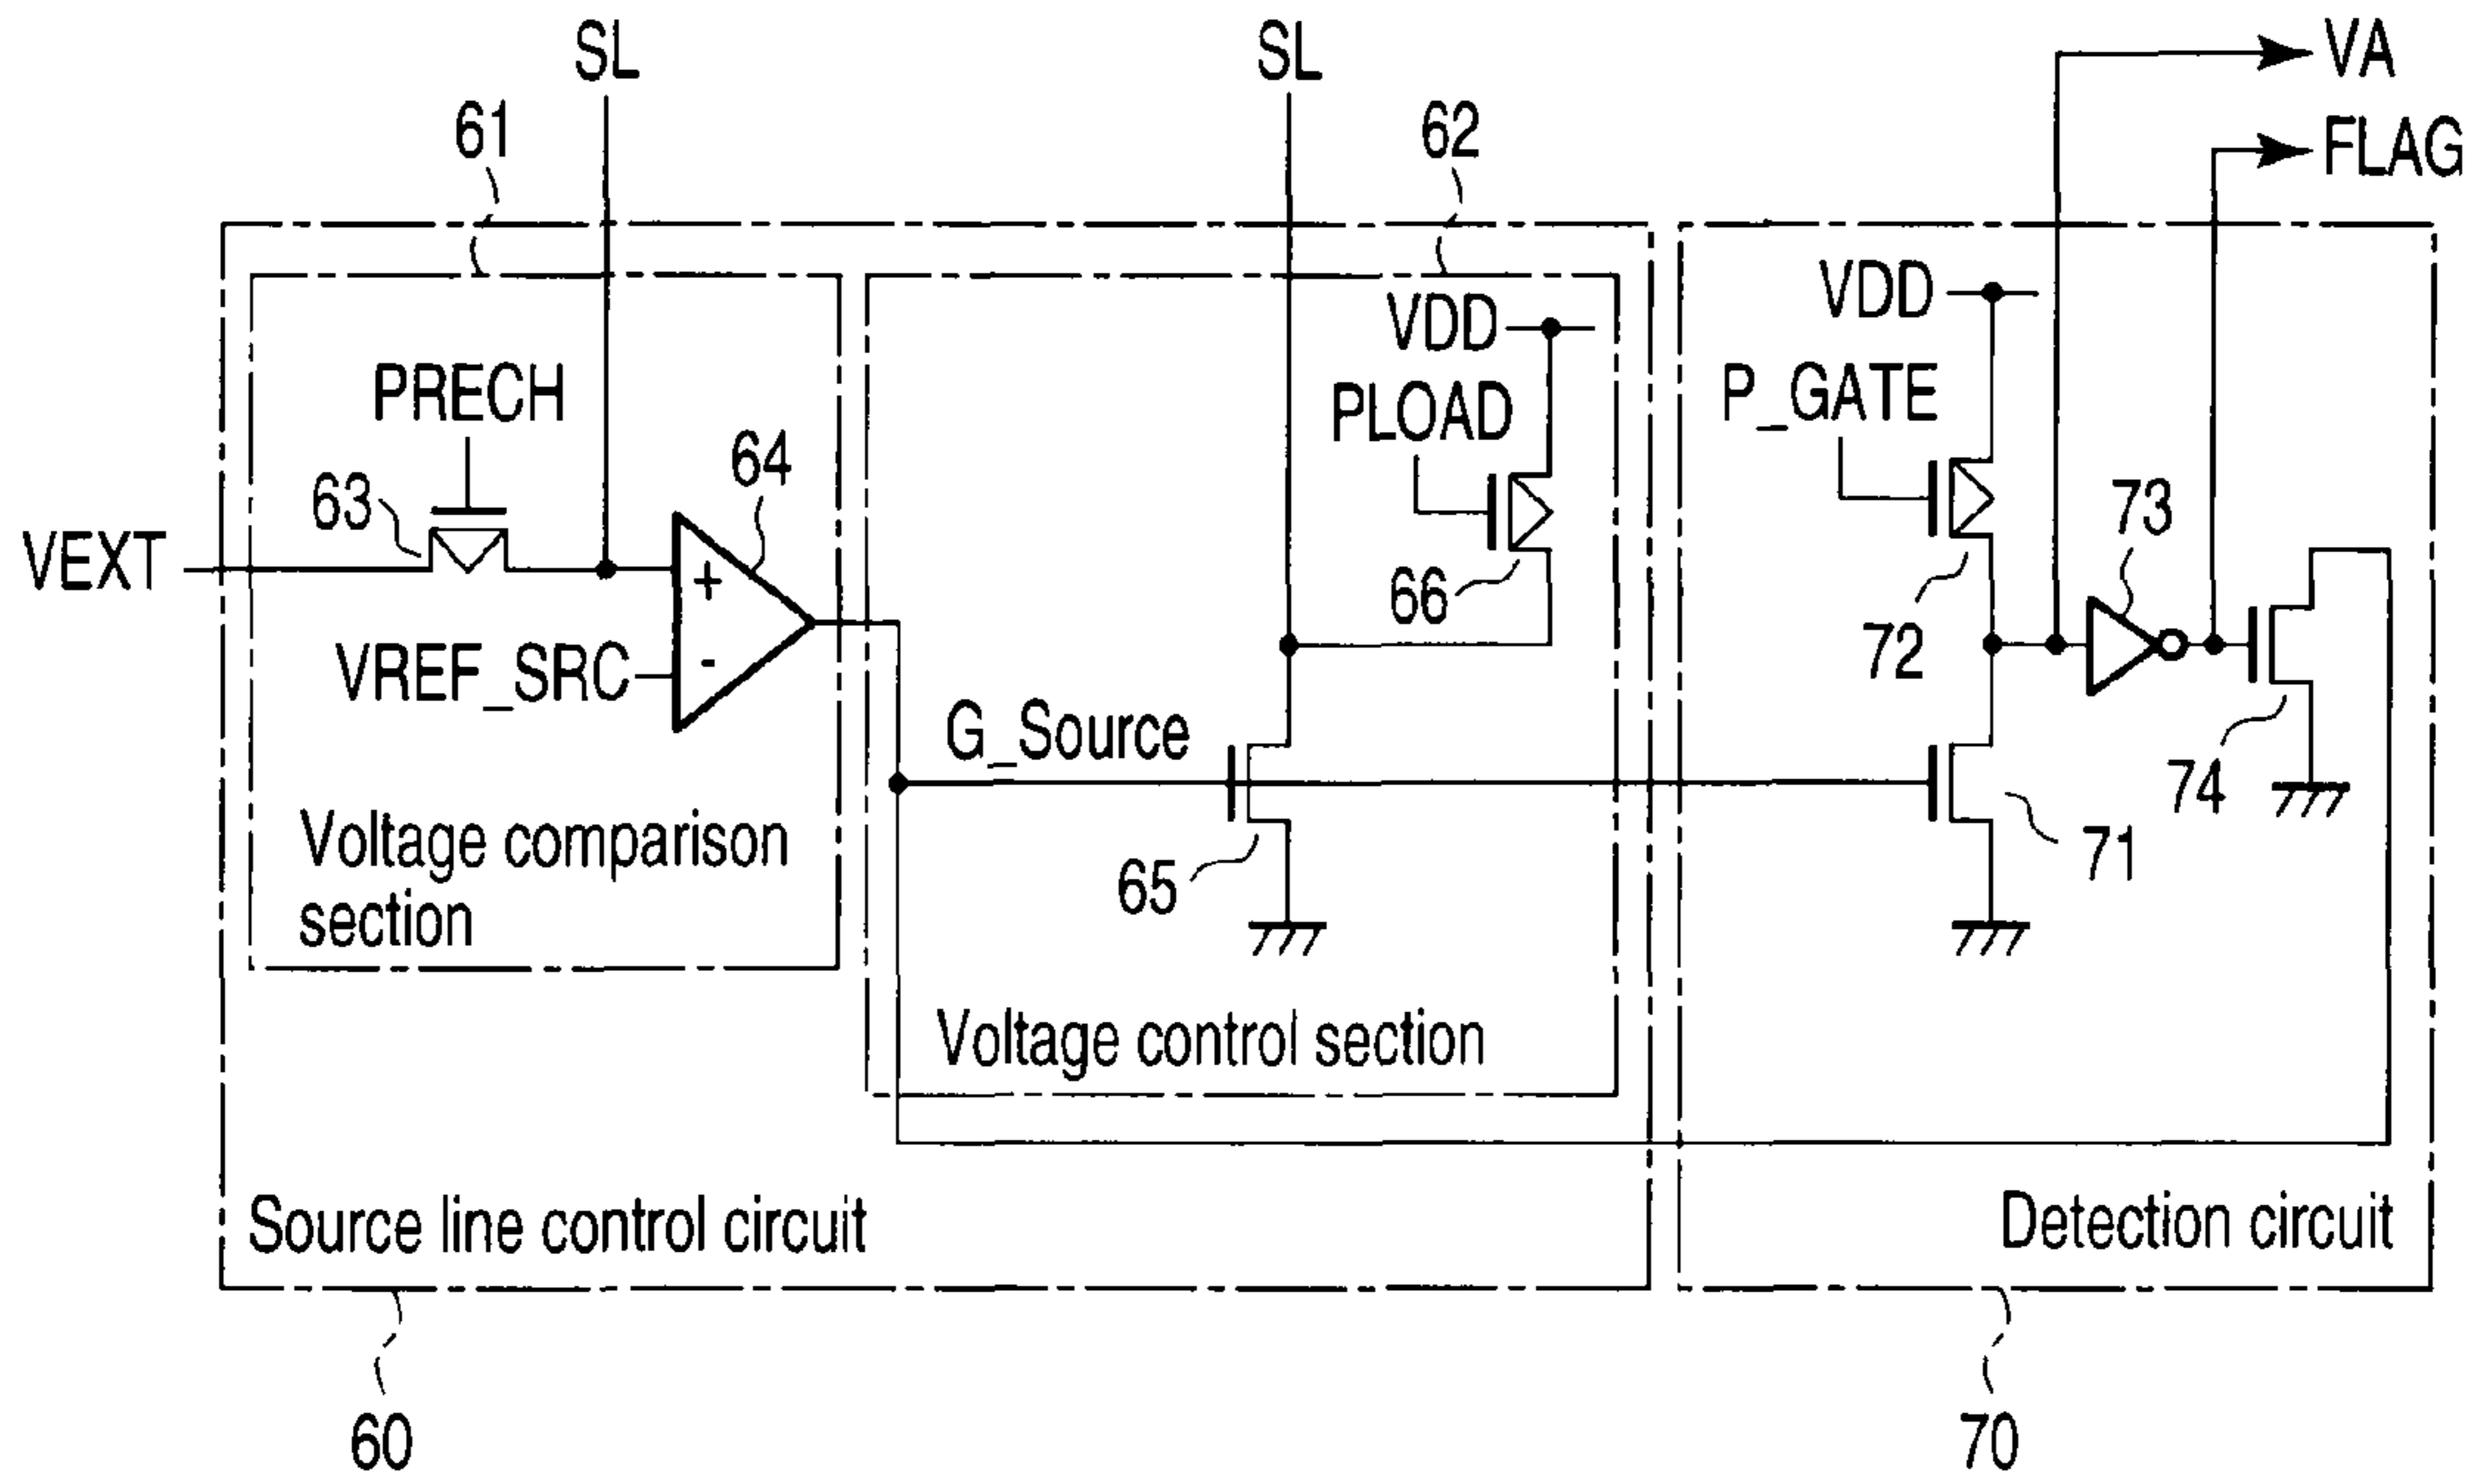 SL
SL
VA
FLAG
61
62
VDD
VDD
PRECH
PLOAD
P_GATE
64
63
73
VEXT
66
72
VREF_SRC
G_Source
74
71
65
Voltage comparison
section
Voltage control section
Source line control circuit
Detection circuit
60
70
+
-